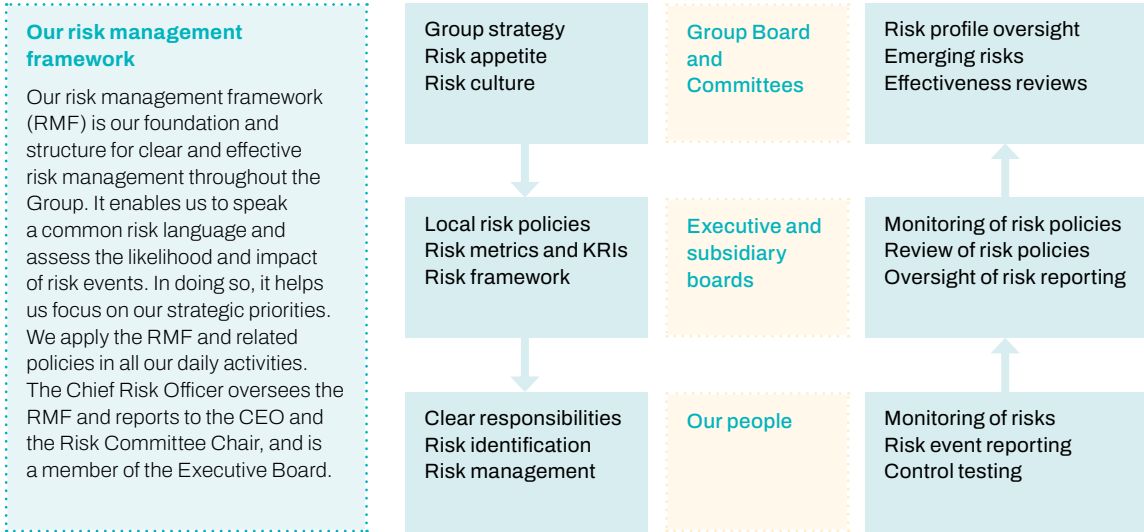 Our risk management
framework
Our risk management framework
(RMF) is our foundation and
structure for clear and effective
risk management throughout the
Group. It enables us to speak
a common risk language and
assess the likelihood and impact
of risk events. In doing so, it helps
us focus on our strategic priorities.
We apply the RMF and related
policies in all our daily activities.
The Chief Risk Officer oversees the
RMF and reports to the CEO and
the Risk Committee Chair, and is
a member of the Executive Board.
Group strategy
Risk appetite
Risk culture
Group Board
and
Committees
Risk profile oversight
Emerging risks
Effectiveness reviews
Local risk policies
Risk metrics and KRIs
Risk framework
Executive and
subsidiary
boards
Monitoring of risk policies
Review of risk policies
Oversight of risk reporting
Clear responsibilities
Risk identification
Risk management
Our people
Monitoring of risks
Risk event reporting
Control testing